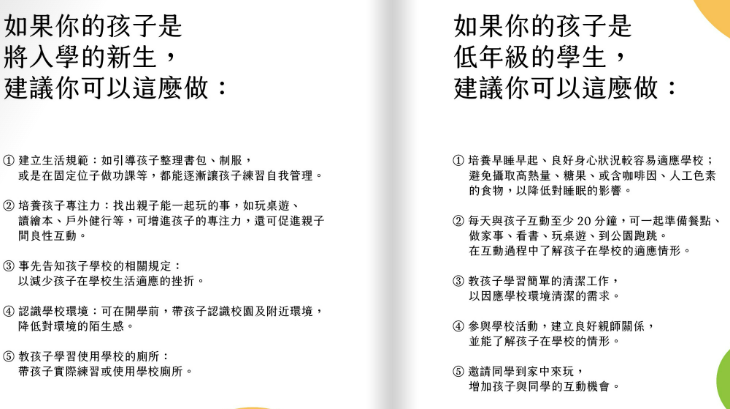 如果你的孩子是
將入學的新生，
建議你可以這麼做：
① 建立生活規範：如引導孩子整理書包、制服，
或是在固定位子做功課等，都能逐漸讓孩子練習自我管理。
② 培養孩子專注力：找出親子能一起玩的事，如玩桌遊、
讀繪本、戶外健行等，可增進孩子的專注力，還可促進親子
間良性互動。
③ 事先告知孩子學校的相關規定：
以減少孩子在學校生活適應的挫折。
④ 認識學校環境：可在開學前，帶孩子認識校園及附近環境，
降低對環境的陌生感。
⑤ 教孩子學習使用學校的廁所：
帶孩子實際練習或使用學校廁所。
如果你的孩子是
低年級的學生，
建議你可以這麼做：
① 培養早睡早起、良好身心狀況較容易適應學校；
避免攝取高熱量、糖果、或含咖啡因、人工色素
的食物，以降低對睡眠的影響。
② 每天與孩子互動至少 20 分鐘，可一起準備餐點、
做家事、看書、玩桌遊、到公園跑跳。
在互動過程中了解孩子在學校的適應情形。
③ 教孩子學習簡單的清潔工作，
以因應學校環境清潔的需求。
④ 參與學校活動，建立良好親師關係，
並能了解孩子在學校的情形。
⑤ 邀請同學到家中來玩，
增加孩子與同學的互動機會。